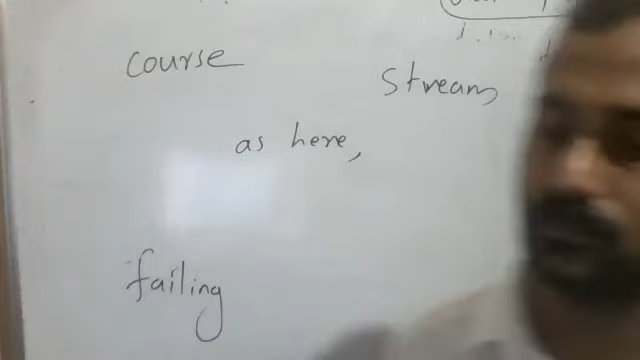 course
stream
as here,
failing